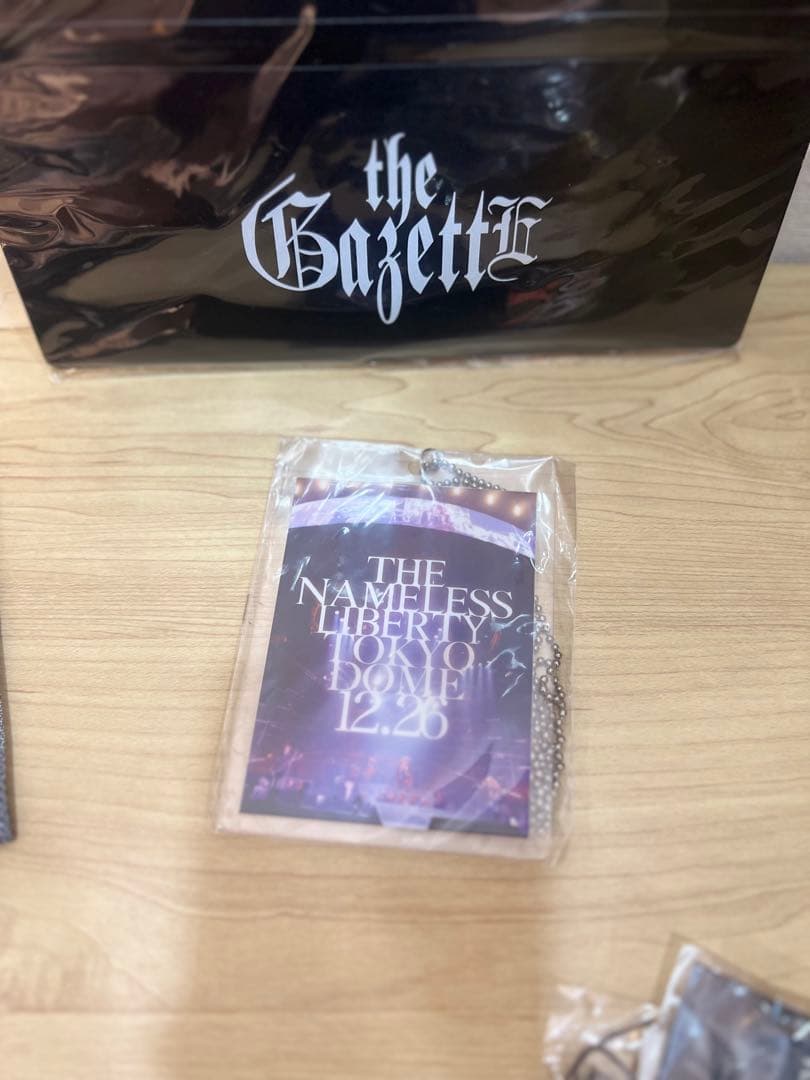 the
GazettE
THE
NAMELESS
LIBERTY
TOKYO
DOME
12.26